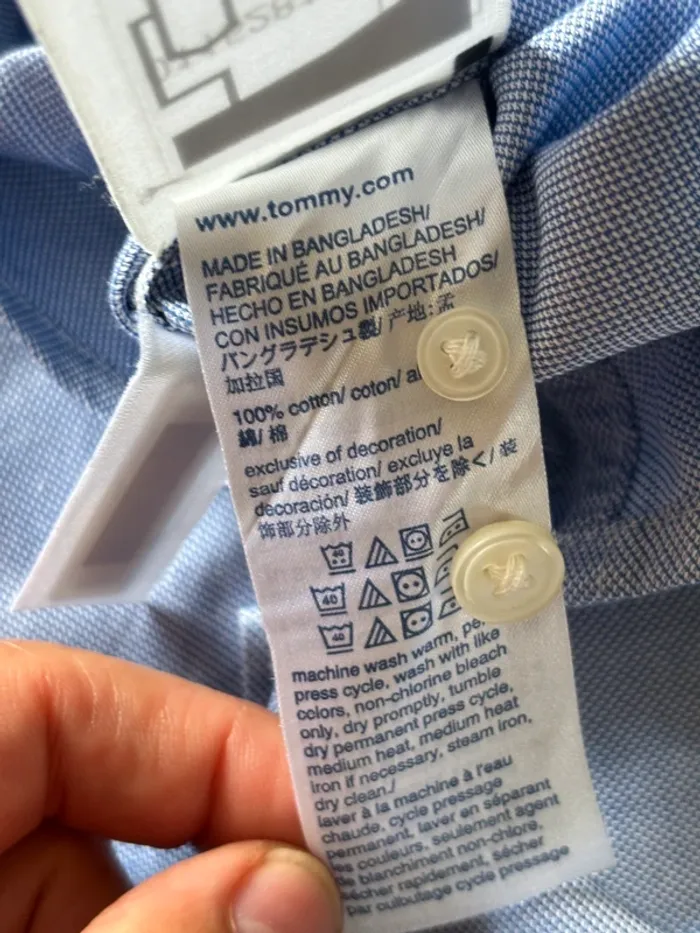 www.tommy.com
MADE IN BANGLADESH/
FABRIQUÉ AU BANGLADESH/
HECHO EN BANGLADESH
CON INSUMOS IMPORTADOS/
バングラデシュ製/ 产地:孟
加拉国
100% cotton/ coton/
綿/ 棉
exclusive of decoration/
sauf décoration/ excluye la
decoración/ 装飾部分を除く/ 装
饰部分除外
40
40
40
machine wash warm,
press cycle, wash with like
colors, non-chlorine bleach
only, dry promptly, tumble
dry permanent press cycle,
medium heat, medium heat
iron if necessary, steam iron,
dry clean./
laver à la machine à l'eau
chaude, cycle pressage
permanent, laver en séparant
les couleurs, seulement agent
de blanchiment non-chlore,
sécher rapidement, sécher
par culbutage cycle pressage